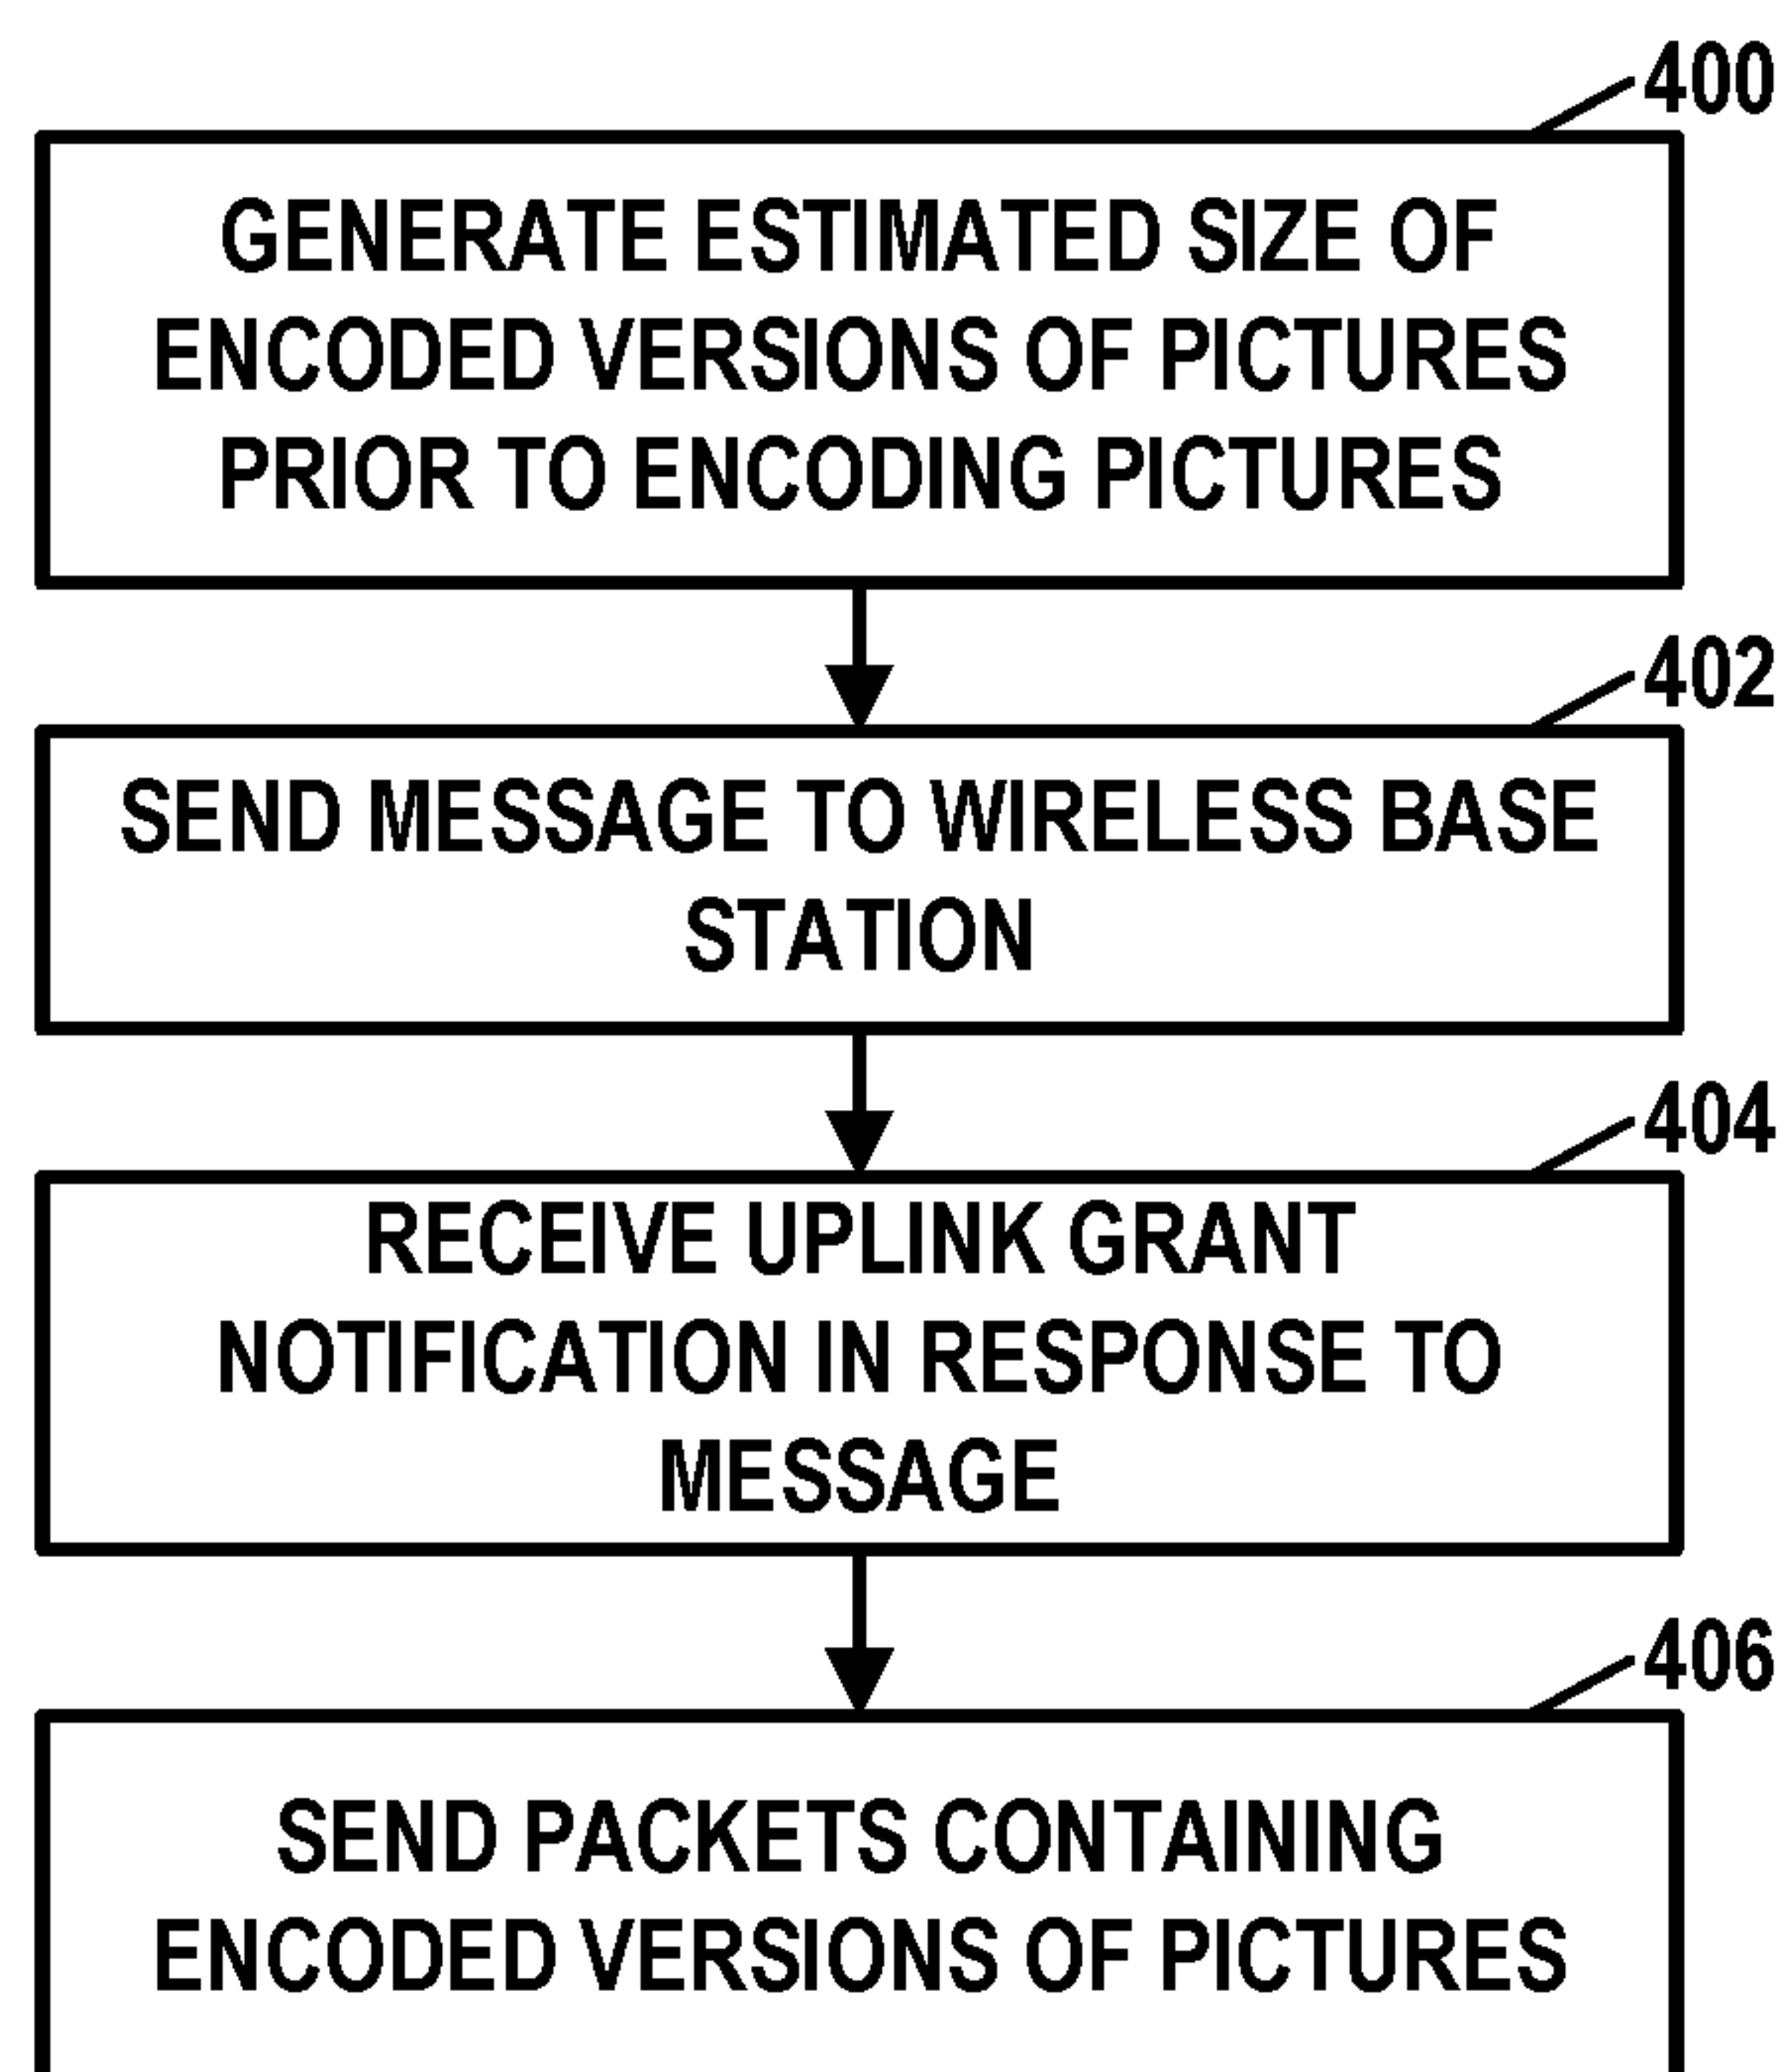 400
GENERATE ESTIMATED SIZE OF
ENCODED VERSIONS OF PICTURES
PRIOR TO ENCODING PICTURES
402
SEND MESSAGE TO WIRELESS BASE
STATION
404
RECEIVE UPLINK GRANT
NOTIFICATION IN RESPONSE TO
MESSAGE
406
SEND PACKETS CONTAINING
ENCODED VERSIONS OF PICTURES